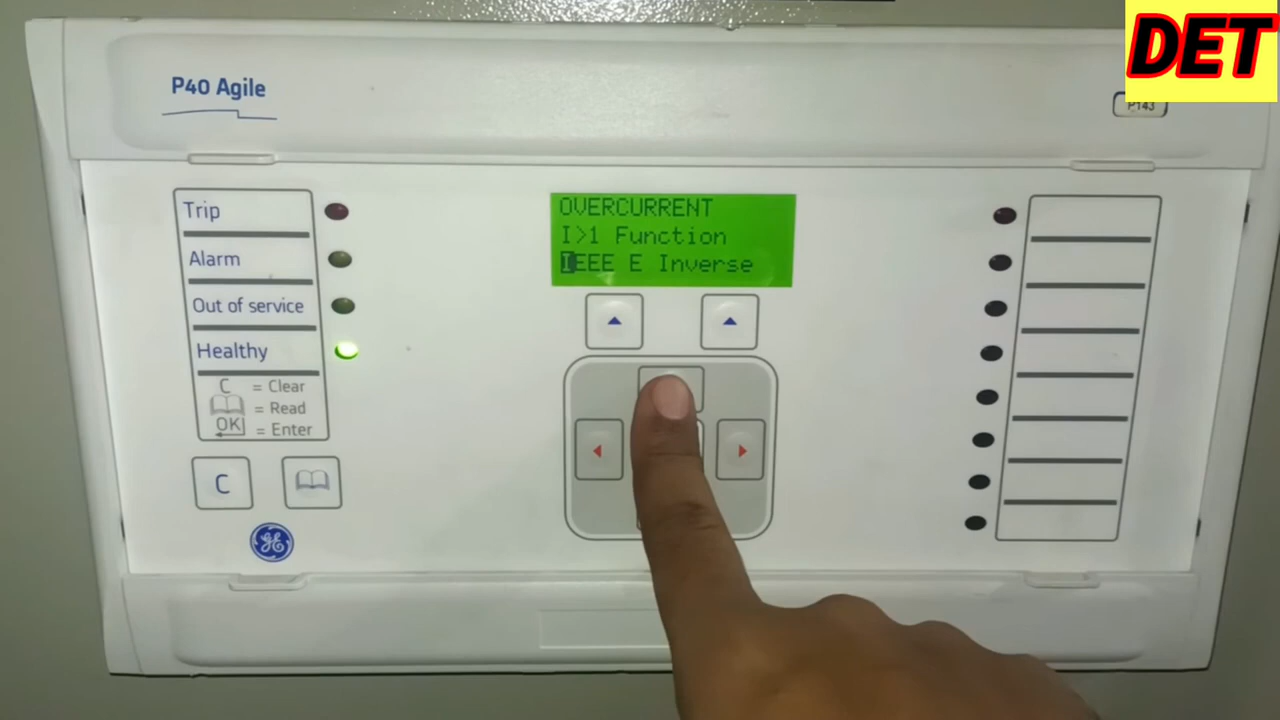 DET
P40 Agile
P143
Trip
Alarm
Out of service
Healthy
C = Clear
= Read
OK = Enter
C
GE
OVERCURRENT
I>1 Function
IEEE E Inverse